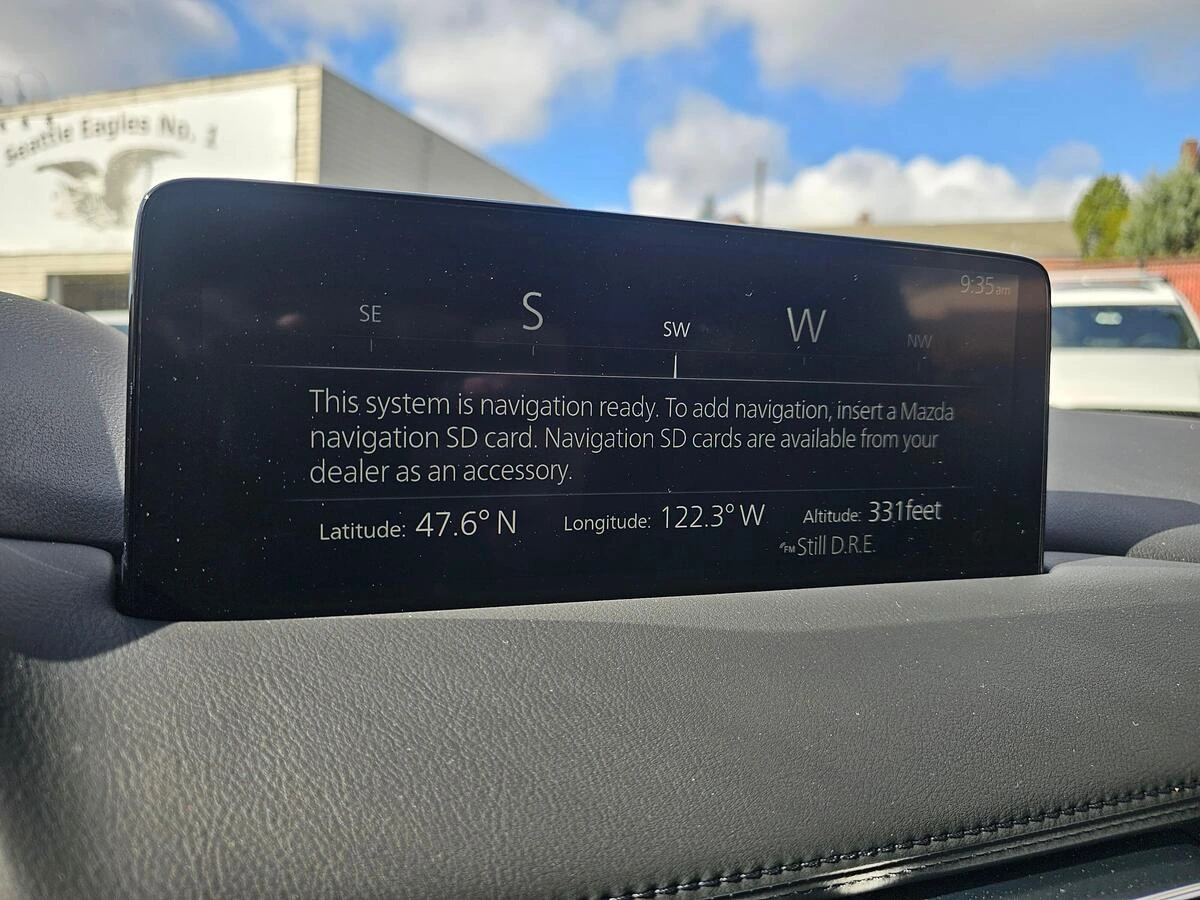 Seattle Eagles No. 1
9:35am
SE S SW W NW
This system is navigation ready. To add navigation, insert a Mazda
navigation SD card. Navigation SD cards are available from your
dealer as an accessory.
Latitude: 47.6° N Longitude: 122.3° W Altitude: 331feet
FM Still D.R.E.